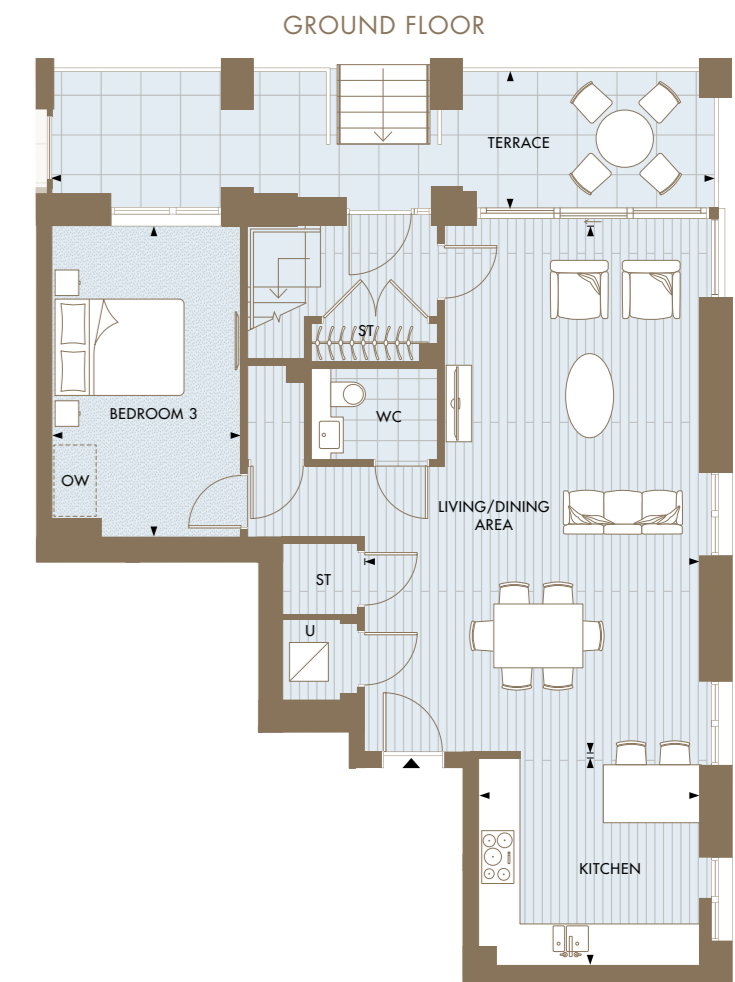 GROUND FLOOR
TERRACE
ST
BEDROOM 3
WC
OW
LIVING/DINING
AREA
ST
U
KITCHEN